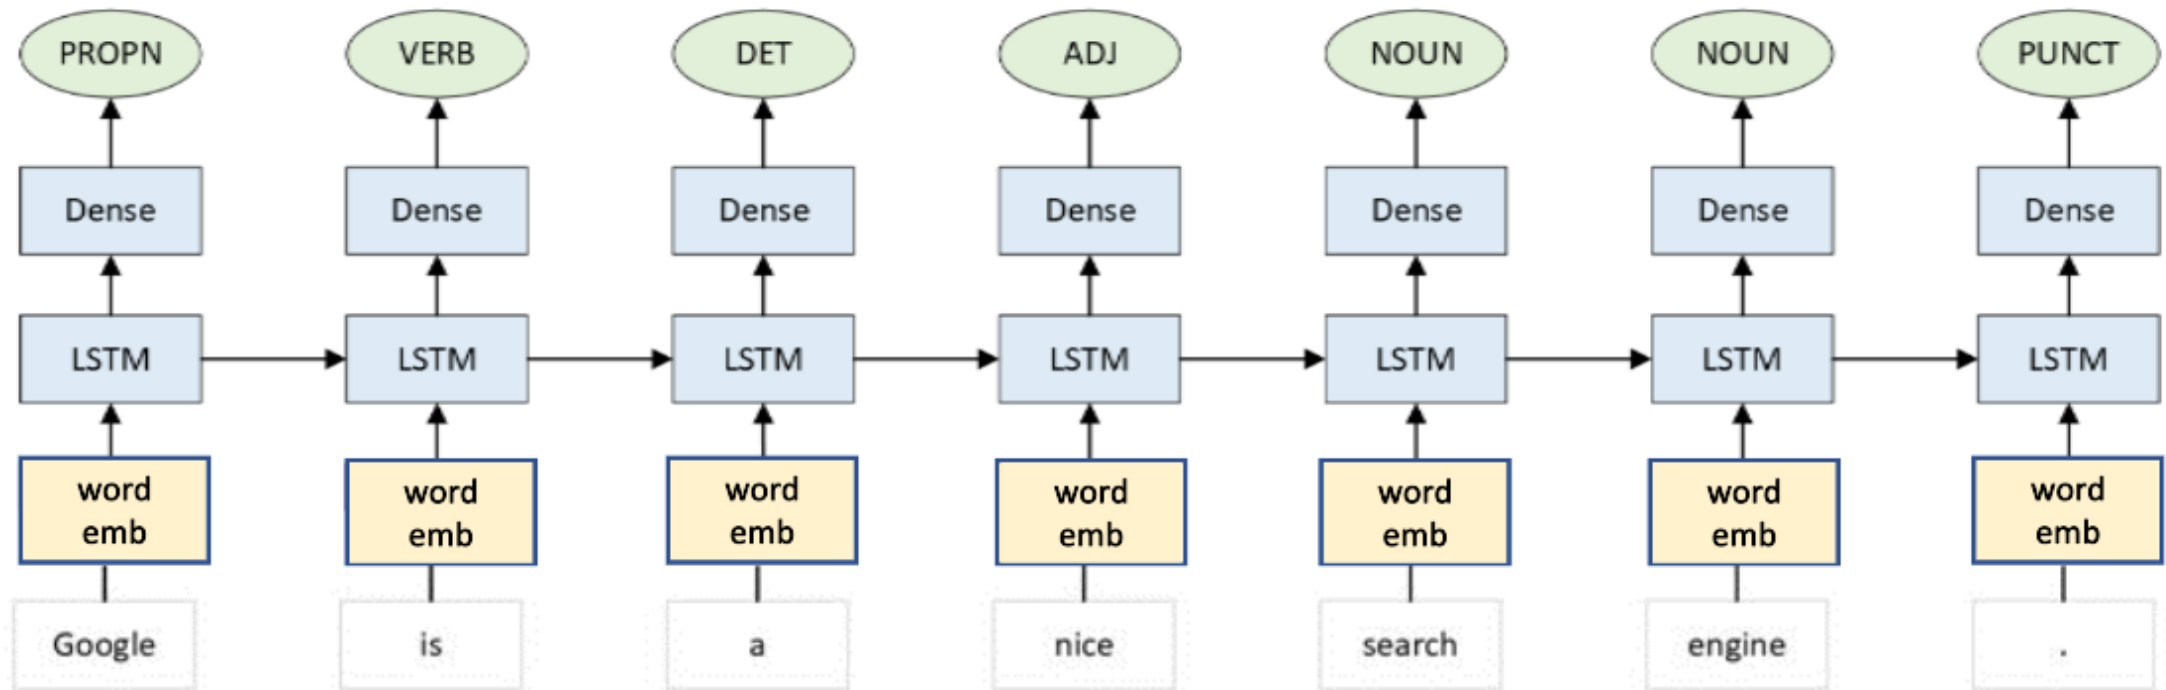 PROPN VERB DET ADJ NOUN NOUN PUNCT
Dense Dense Dense Dense Dense Dense Dense
LSTM LSTM LSTM LSTM LSTM LSTM LSTM
word word word word word word word
emb emb emb emb emb emb emb
Google is a nice search engine .